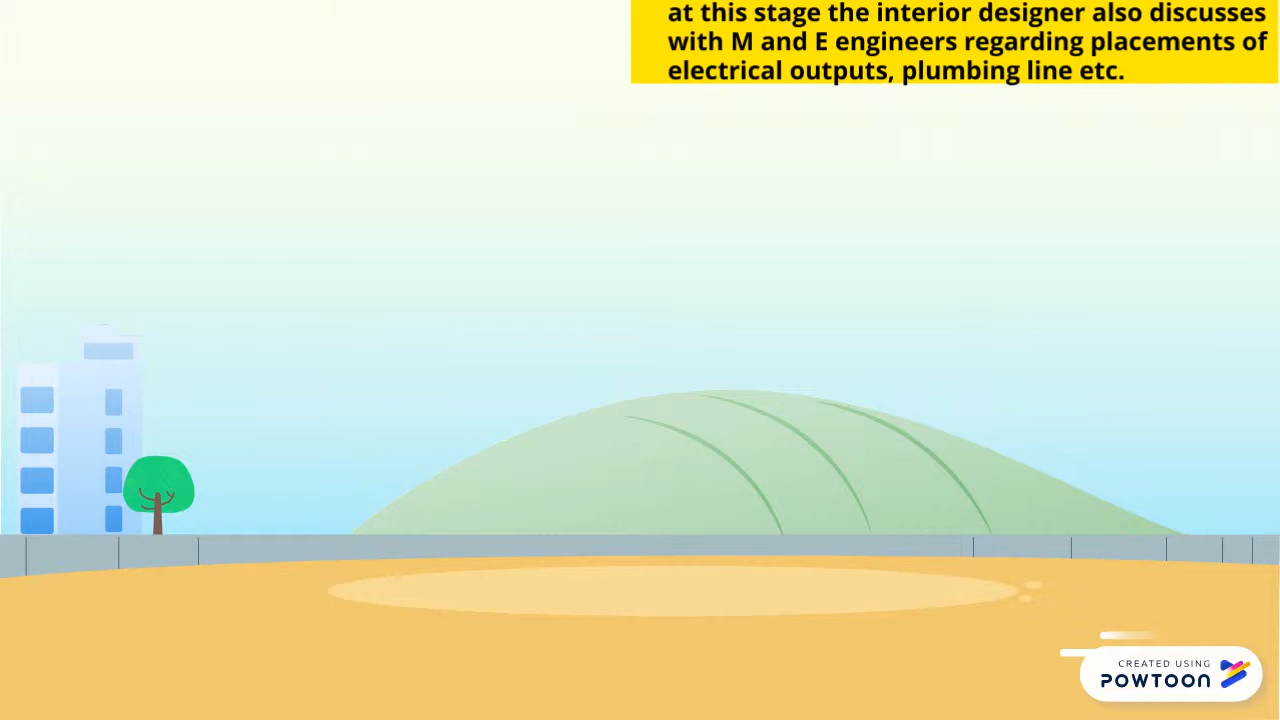 at this stage the interior designer also discusses
with M and E engineers regarding placements of
electrical outputs, plumbing line etc.
CREATED USING
POWTOON